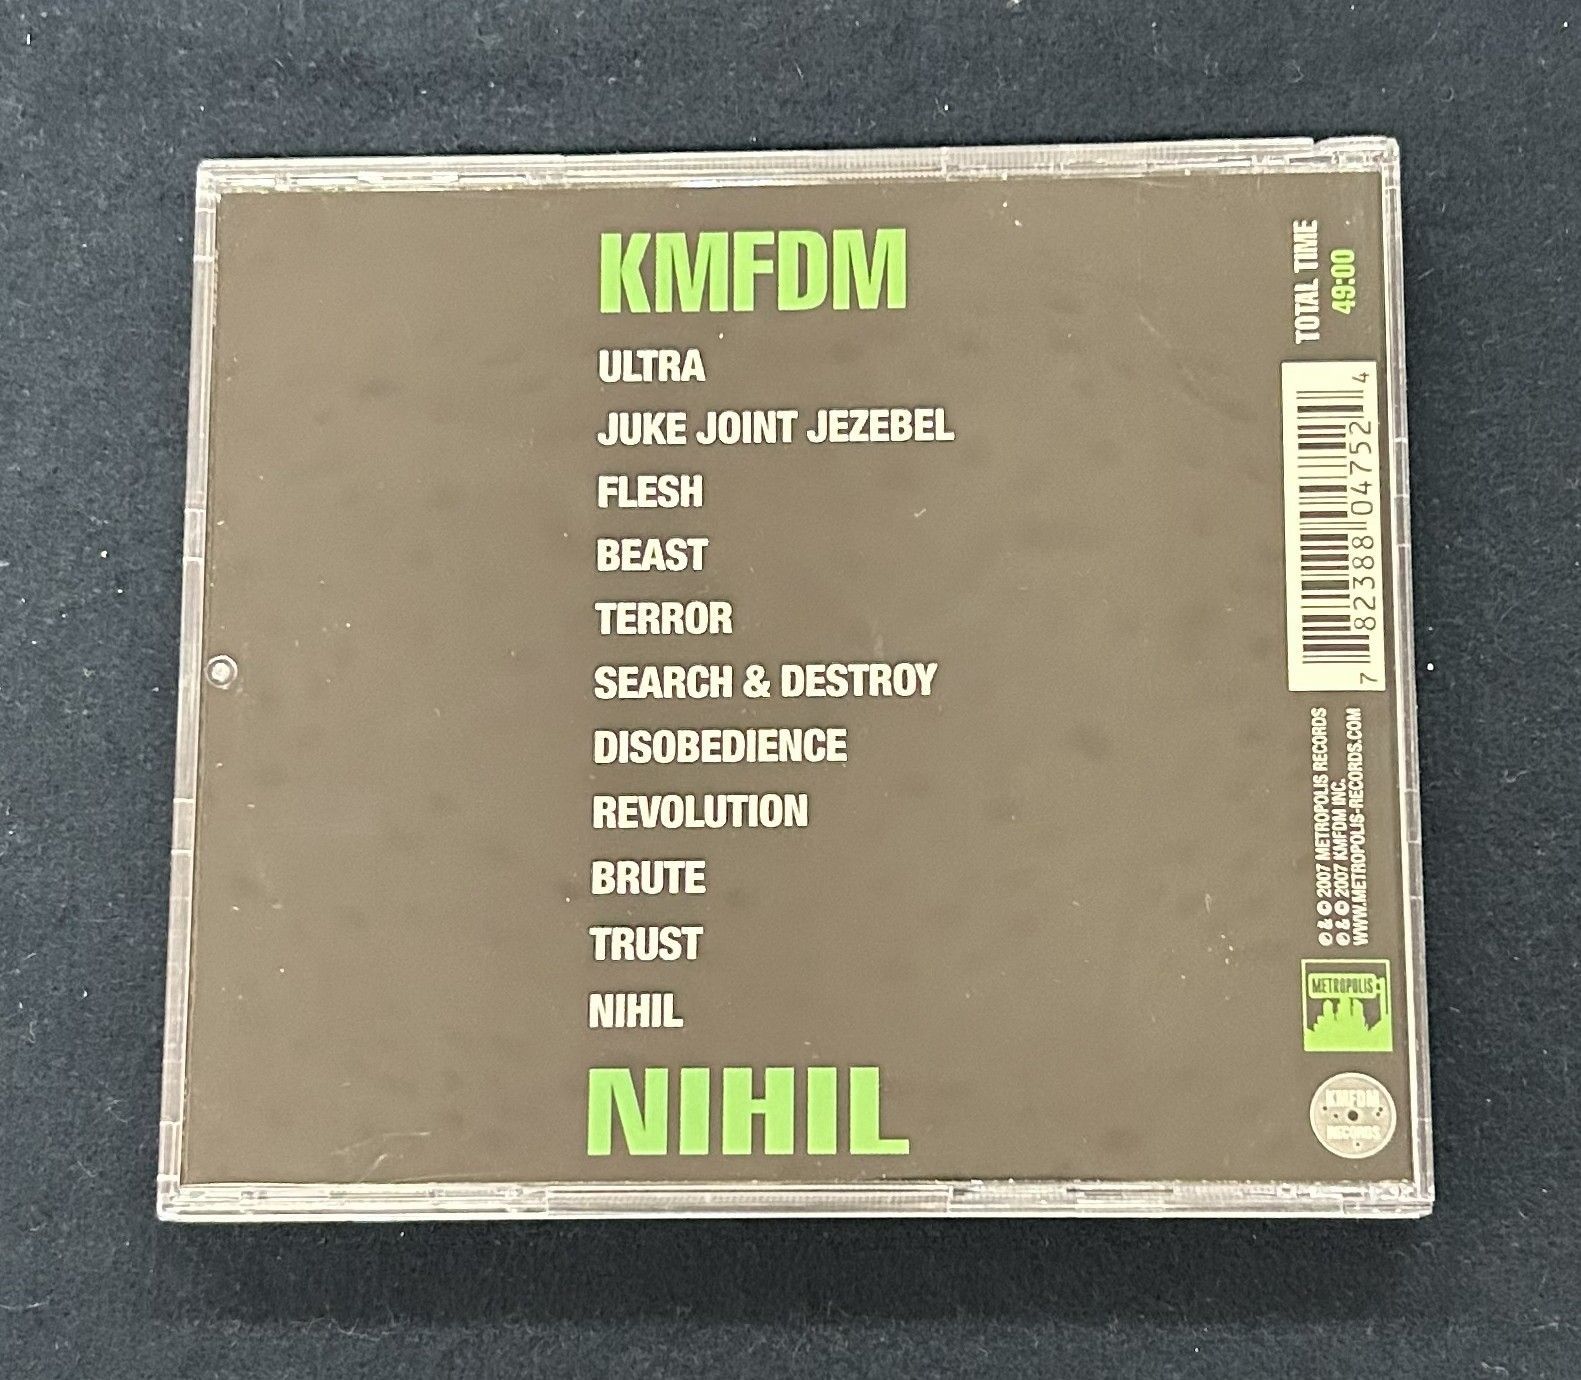 KMFDM
ULTRA
JUKE JOINT JEZEBEL
FLESH
BEAST
TERROR
SEARCH & DESTROY
DISOBEDIENCE
REVOLUTION
BRUTE
TRUST
NIHIL
NIHIL
TOTAL TIME
49:00
7 82388 04752 4
℗ & © 2007 METROPOLIS RECORDS
℗ & © 2007 KMFDM INC.
WWW.METROPOLIS-RECORDS.COM
METROPOLIS
KMFDM
RECORDS